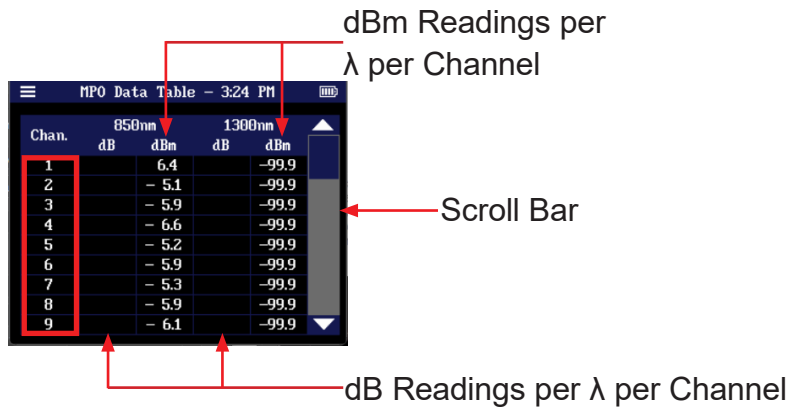 dBm Readings per
λ per Channel
MPO Data Table – 3:24 PM
Chan. 850nm 1300nm
dB dBm dB dBm
1 6.4 –99.9
2 – 5.1 –99.9
3 – 5.9 –99.9
4 – 6.6 –99.9
5 – 5.2 –99.9
6 – 5.9 –99.9
7 – 5.3 –99.9
8 – 5.9 –99.9
9 – 6.1 –99.9
Scroll Bar
dB Readings per λ per Channel